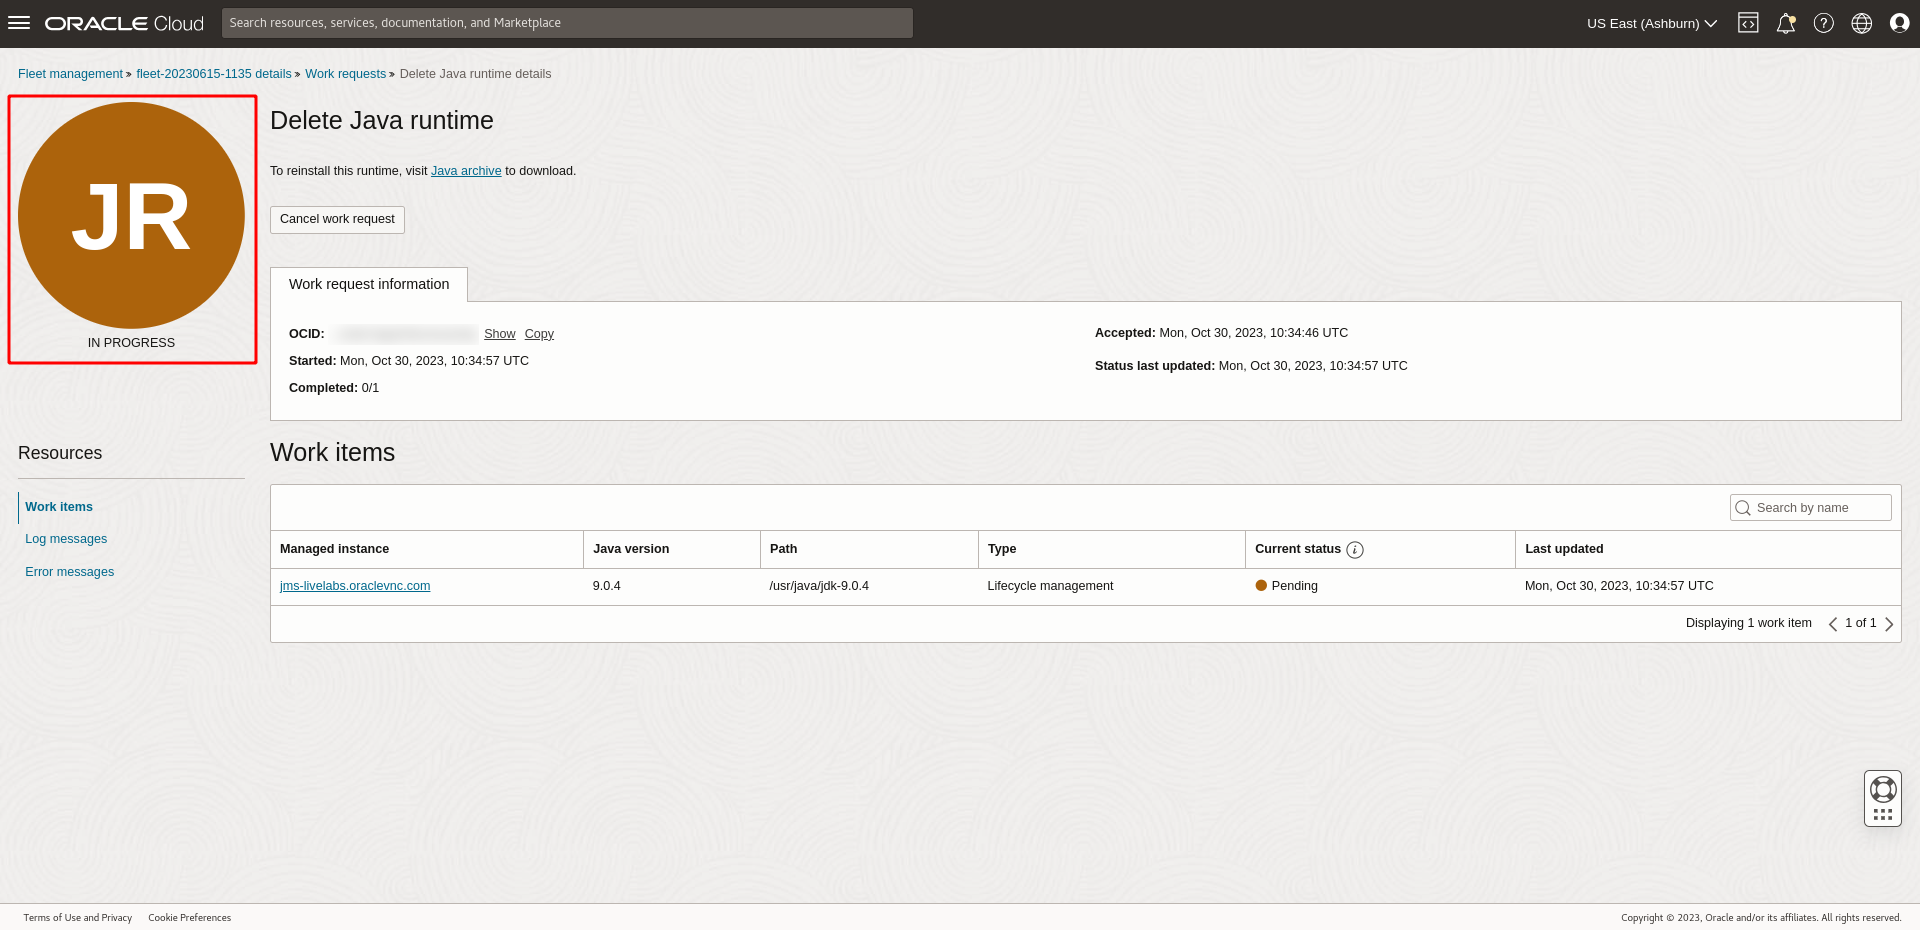 ORACLE Cloud
Search resources, services, documentation, and Marketplace
US East (Ashburn)
Fleet management » fleet-20230615-1135 details » Work requests » Delete Java runtime details
JR
IN PROGRESS
Delete Java runtime
To reinstall this runtime, visit Java archive to download.
Cancel work request
Work request information
OCID: Show Copy
Started: Mon, Oct 30, 2023, 10:34:57 UTC
Completed: 0/1
Accepted: Mon, Oct 30, 2023, 10:34:46 UTC
Status last updated: Mon, Oct 30, 2023, 10:34:57 UTC
Resources
Work items
Log messages
Error messages
Work items
Search by name
Managed instance Java version Path Type Current status i Last updated
jms-livelabs.oraclevnc.com 9.0.4 /usr/java/jdk-9.0.4 Lifecycle management Pending Mon, Oct 30, 2023, 10:34:57 UTC
Displaying 1 work item 1 of 1
Terms of Use and Privacy Cookie Preferences
Copyright © 2023, Oracle and/or its affiliates. All rights reserved.